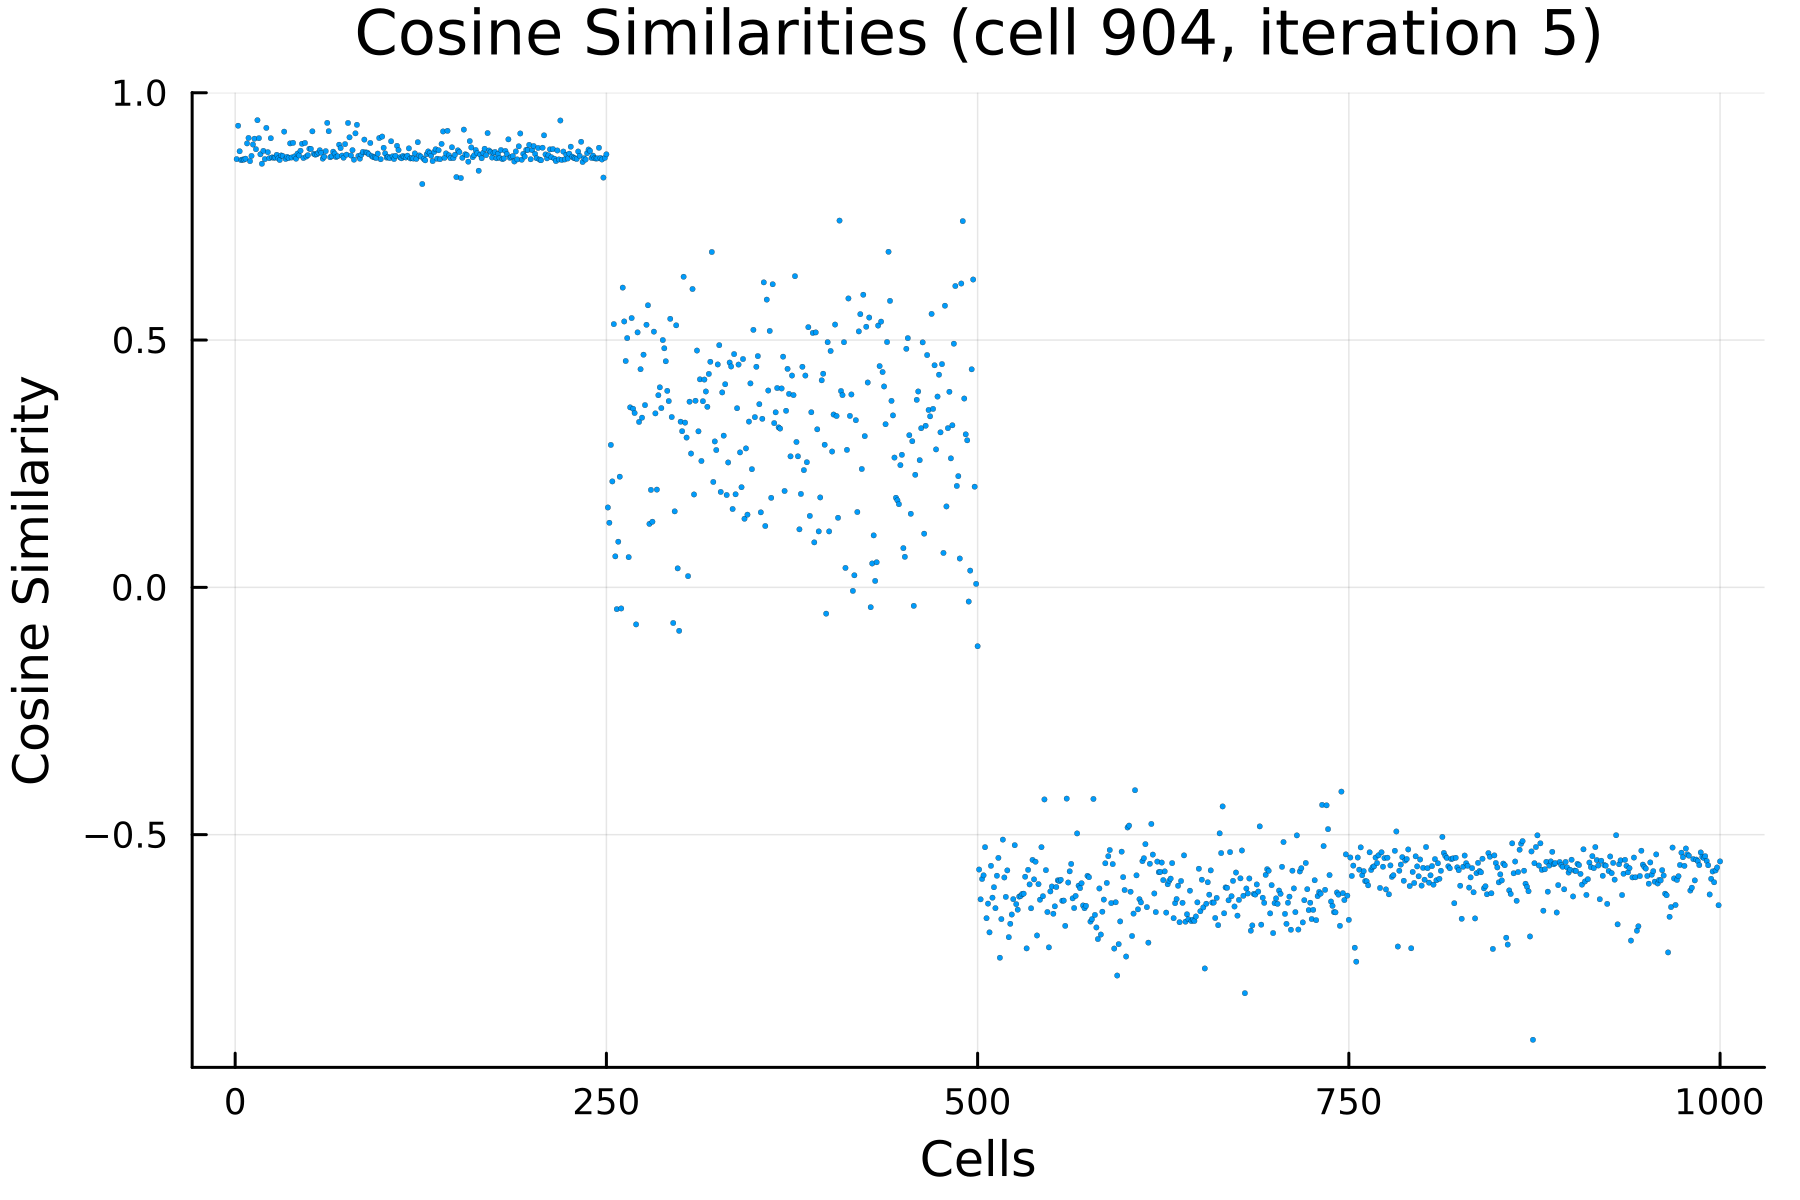 Cosine Similarities (cell 904, iteration 5)
1.0
0.5
0.0
−0.5
Cosine Similarity
0 250 500 750 1000
Cells